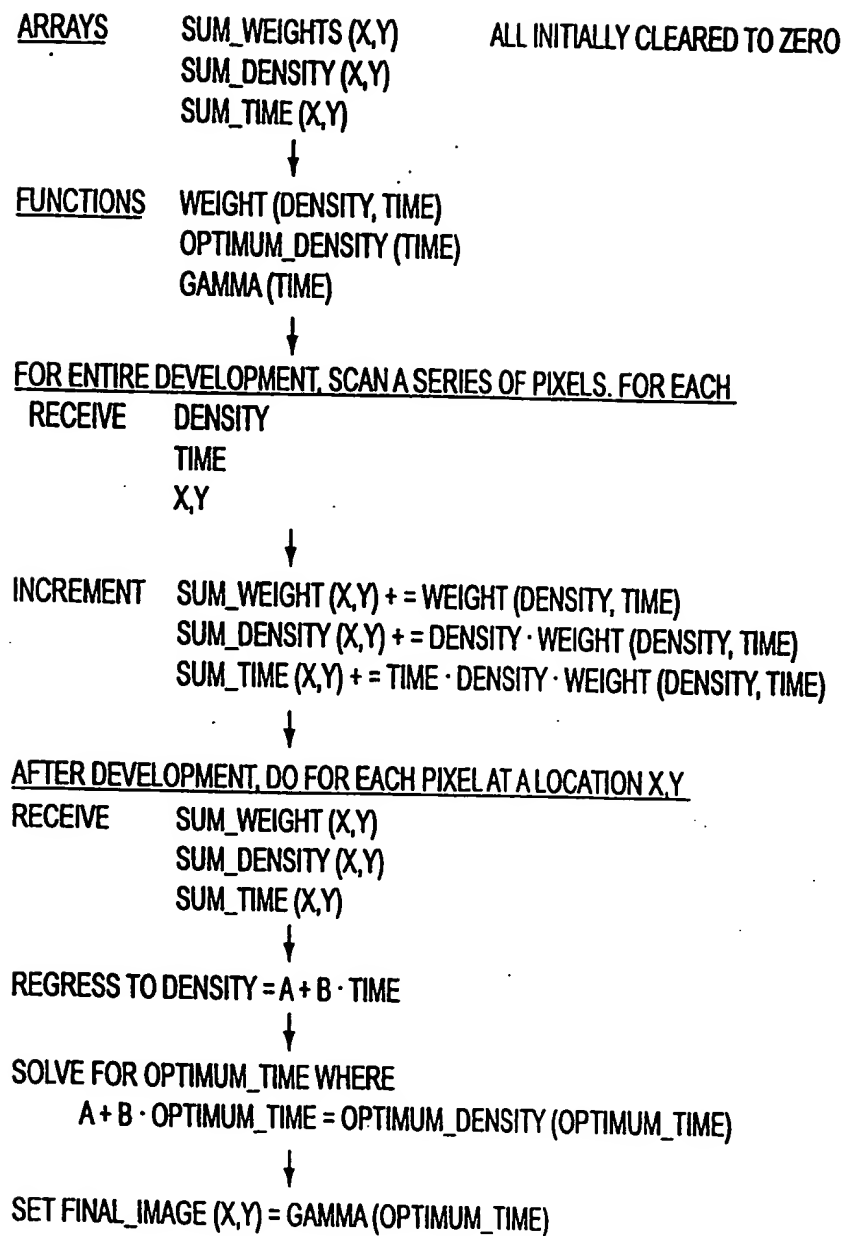 ARRAYS SUM_WEIGHTS (X,Y) ALL INITIALLY CLEARED TO ZERO
SUM_DENSITY (X,Y)
SUM_TIME (X,Y)
FUNCTIONS WEIGHT (DENSITY, TIME)
OPTIMUM_DENSITY (TIME)
GAMMA (TIME)
FOR ENTIRE DEVELOPMENT, SCAN A SERIES OF PIXELS. FOR EACH
RECEIVE DENSITY
TIME
X,Y
INCREMENT SUM_WEIGHT (X,Y) + = WEIGHT (DENSITY, TIME)
SUM_DENSITY (X,Y) + = DENSITY · WEIGHT (DENSITY, TIME)
SUM_TIME (X,Y) + = TIME · DENSITY · WEIGHT (DENSITY, TIME)
AFTER DEVELOPMENT, DO FOR EACH PIXEL AT A LOCATION X,Y
RECEIVE SUM_WEIGHT (X,Y)
SUM_DENSITY (X,Y)
SUM_TIME (X,Y)
REGRESS TO DENSITY = A + B · TIME
SOLVE FOR OPTIMUM_TIME WHERE
A + B · OPTIMUM_TIME = OPTIMUM_DENSITY (OPTIMUM_TIME)
SET FINAL_IMAGE (X,Y) = GAMMA (OPTIMUM_TIME)